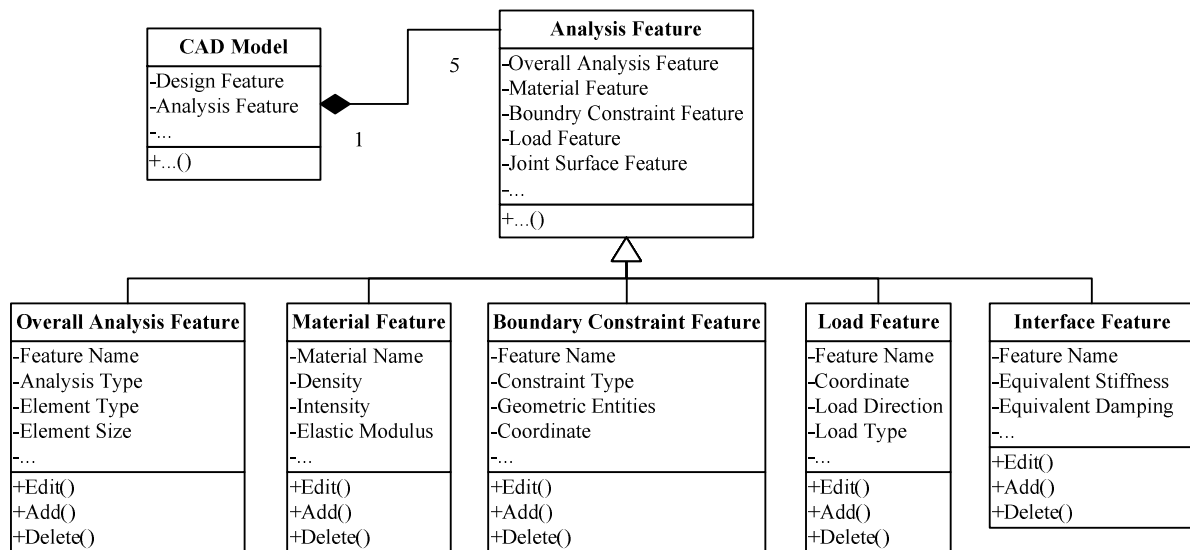 CAD Model
-Design Feature
-Analysis Feature
-...
+...()
1
5
Analysis Feature
-Overall Analysis Feature
-Material Feature
-Boundry Constraint Feature
-Load Feature
-Joint Surface Feature
-...
+...()
Overall Analysis Feature
-Feature Name
-Analysis Type
-Element Type
-Element Size
-...
+Edit()
+Add()
+Delete()
Material Feature
-Material Name
-Density
-Intensity
-Elastic Modulus
-...
+Edit()
+Add()
+Delete()
Boundary Constraint Feature
-Feature Name
-Constraint Type
-Geometric Entities
-Coordinate
-...
+Edit()
+Add()
+Delete()
Load Feature
-Feature Name
-Coordinate
-Load Direction
-Load Type
-...
+Edit()
+Add()
+Delete()
Interface Feature
-Feature Name
-Equivalent Stiffness
-Equivalent Damping
-...
+Edit()
+Add()
+Delete()